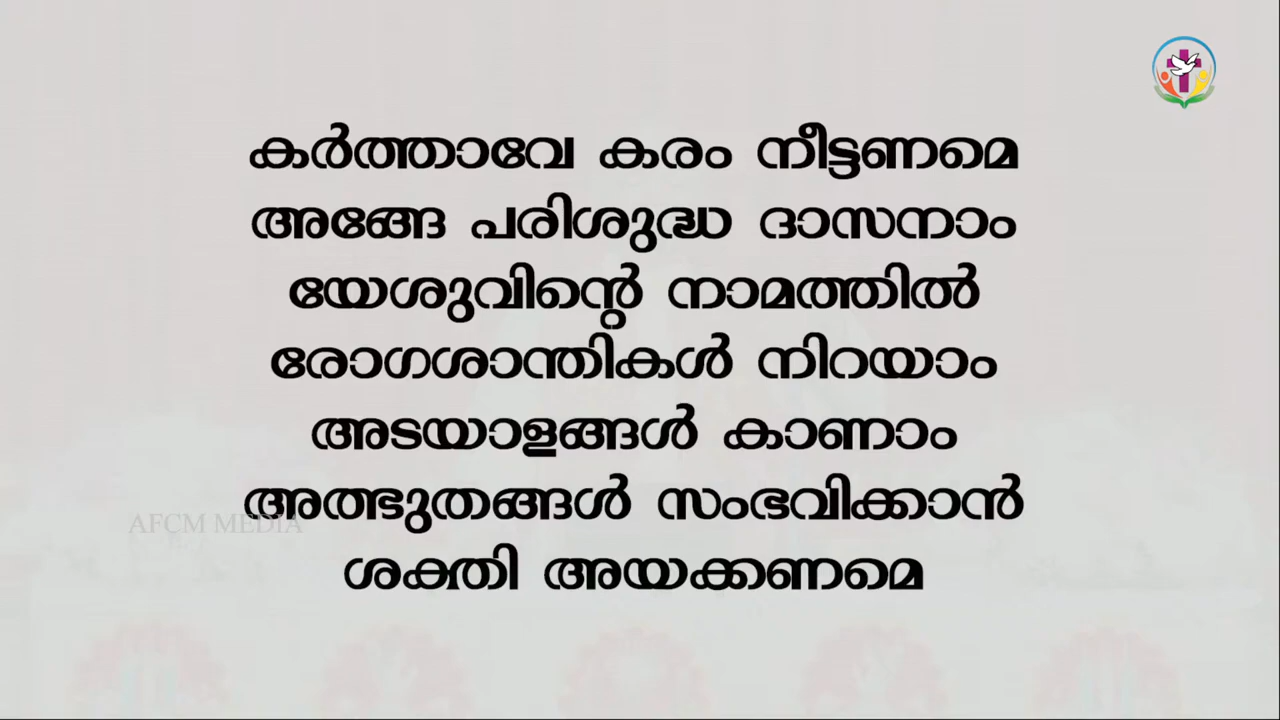 കർത്താവേ കരം നീട്ടണമെ
അങ്ങേ പരിശുദ്ധ ദാസനാം
യേശുവിന്റെ നാമത്തിൽ
രോഗശാന്തികൾ നിറയാം
അടയാളങ്ങൾ കാണാം
അത്ഭുതങ്ങൾ സംഭവിക്കാൻ
AFCM MEDIA
ശക്തി അയക്കണമെ